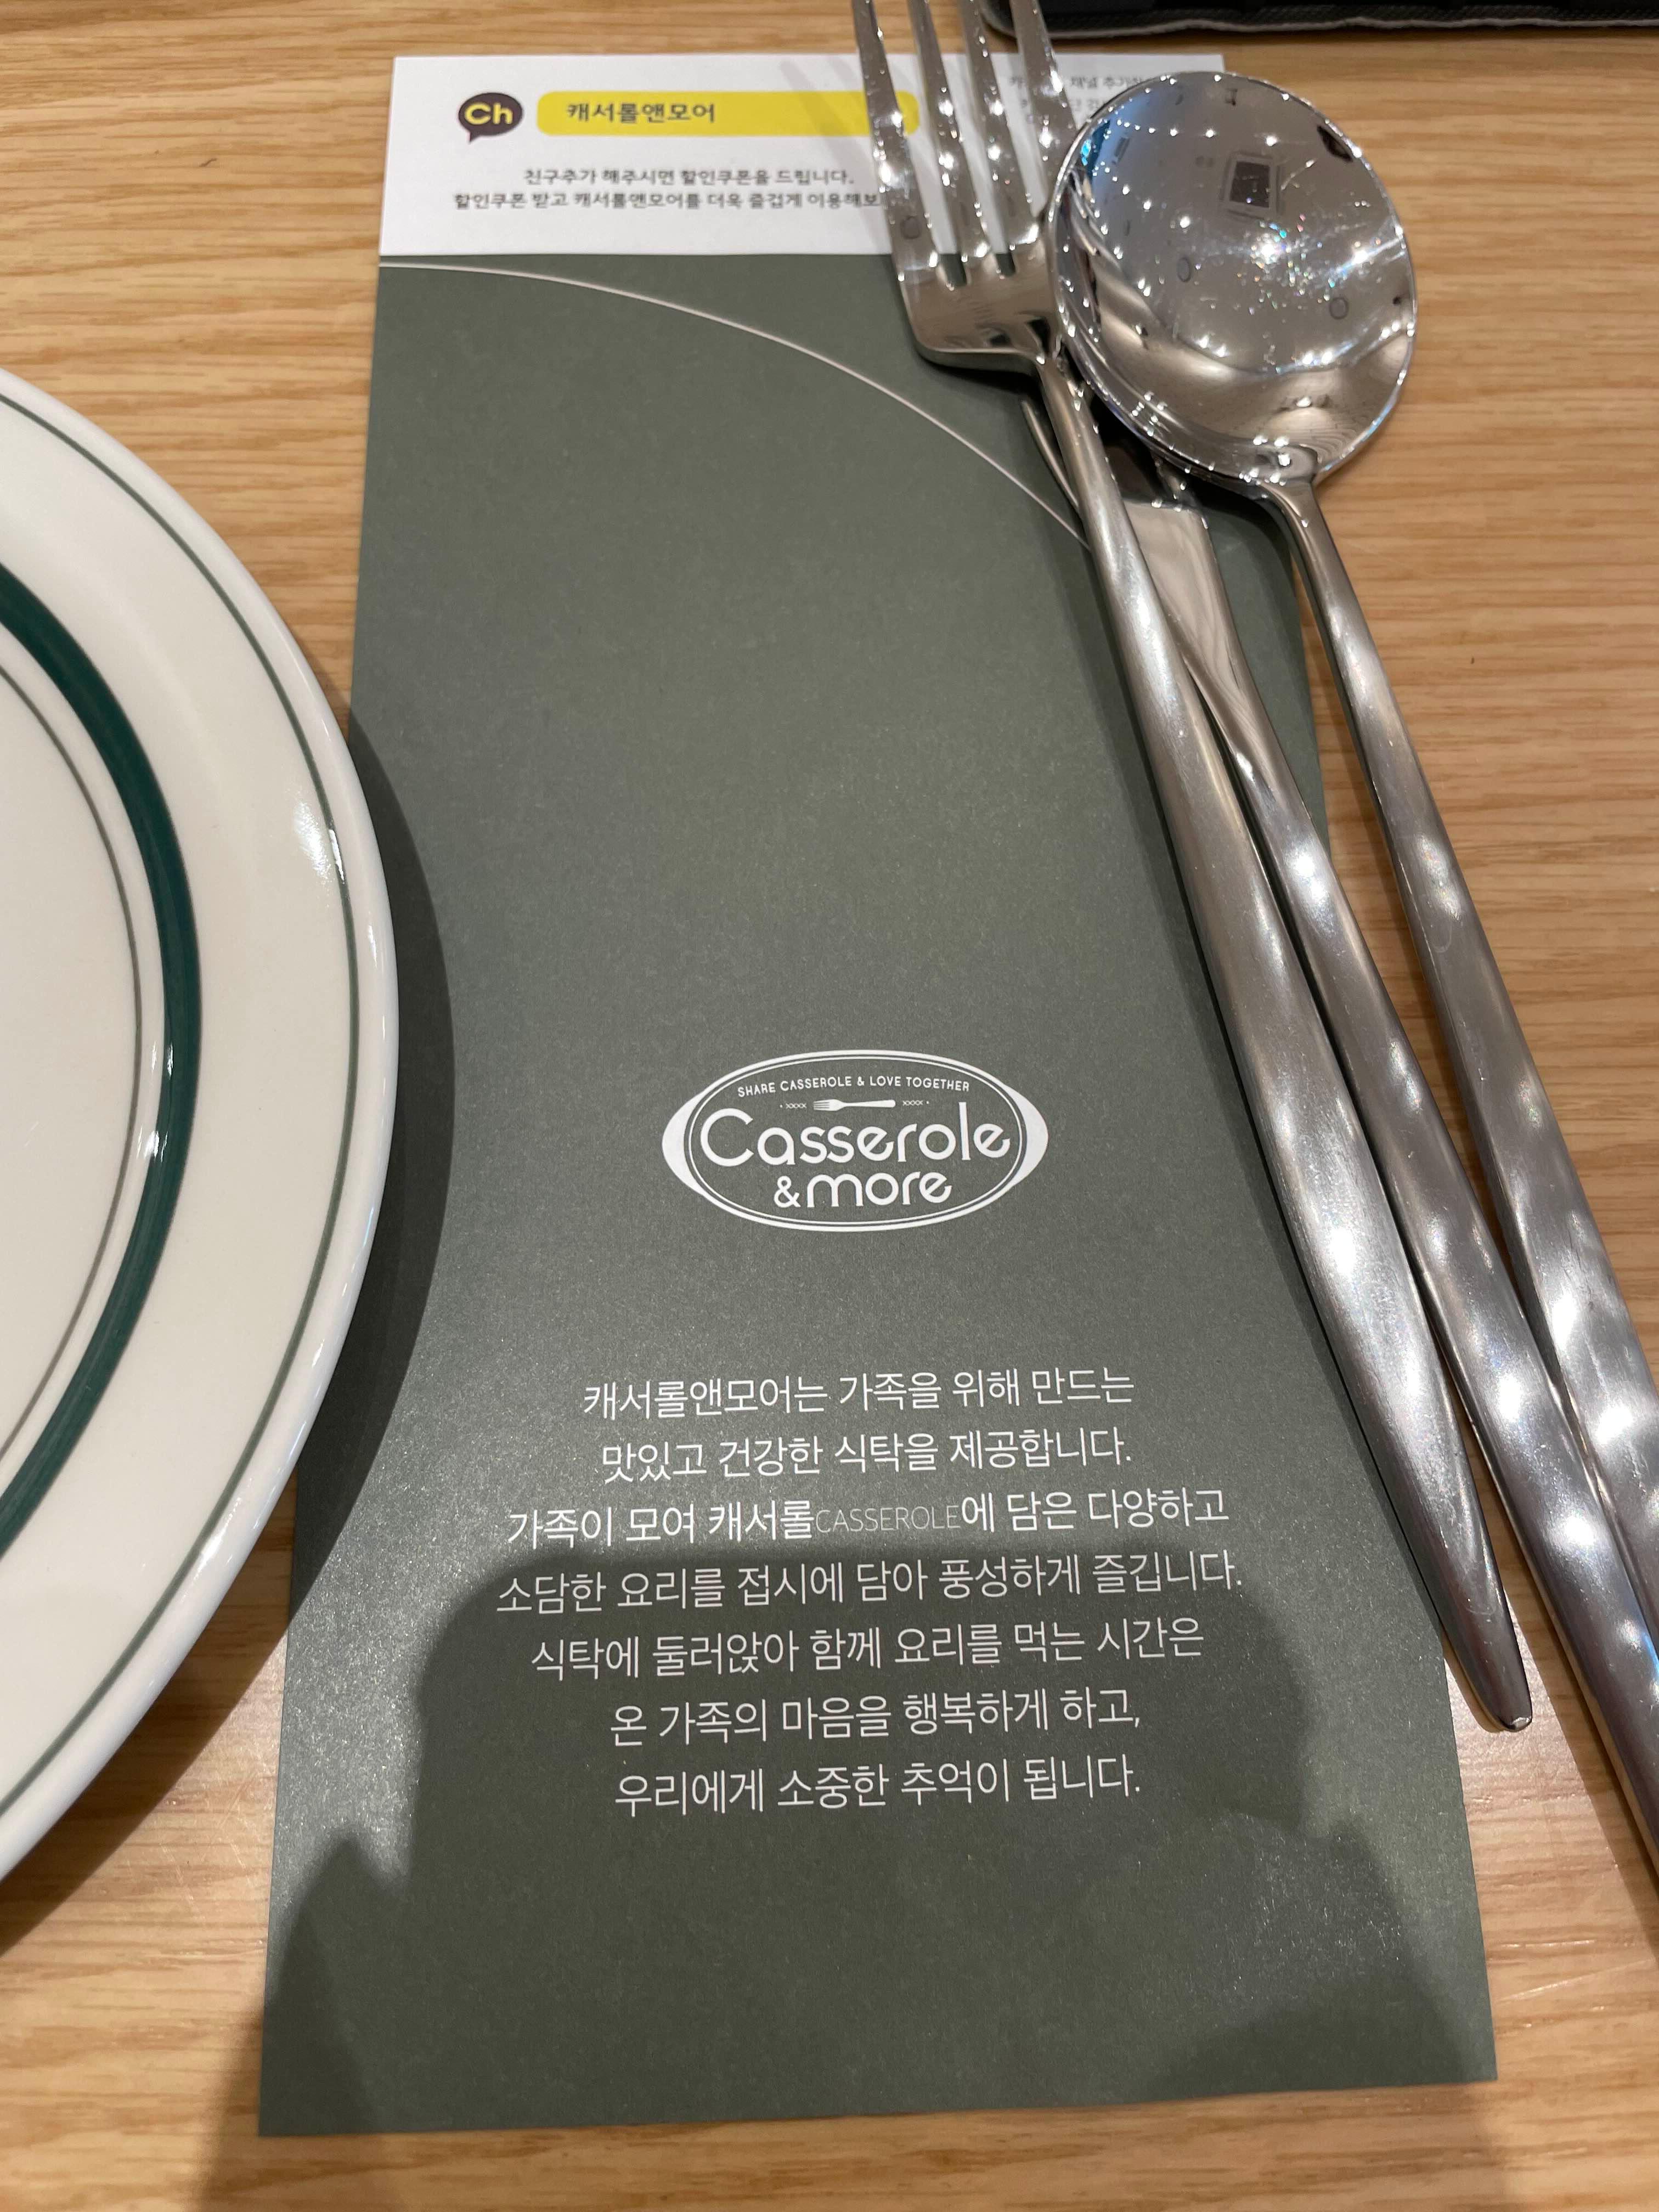 Ch 캐서롤앤모어
친구추가 해주시면 할인쿠폰을 드립니다.
할인쿠폰 받고 캐서롤앤모어를 더욱 즐겁게
채널
SHARE CASSEROLE & LOVE TOGETHER
Casserole
&more
캐서롤앤모어는 가족을 위해 만드는
맛있고 건강한 식탁을 제공합니다.
가족이 모여 캐서롤CASSEROLE에 담은 다양하고
소담한 요리를 접시에 담아 풍성하게 즐깁니다.
식탁에 둘러앉아 함께 요리를 먹는 시간은
온 가족의 마음을 행복하게 하고,
우리에게 소중한 추억이 됩니다.